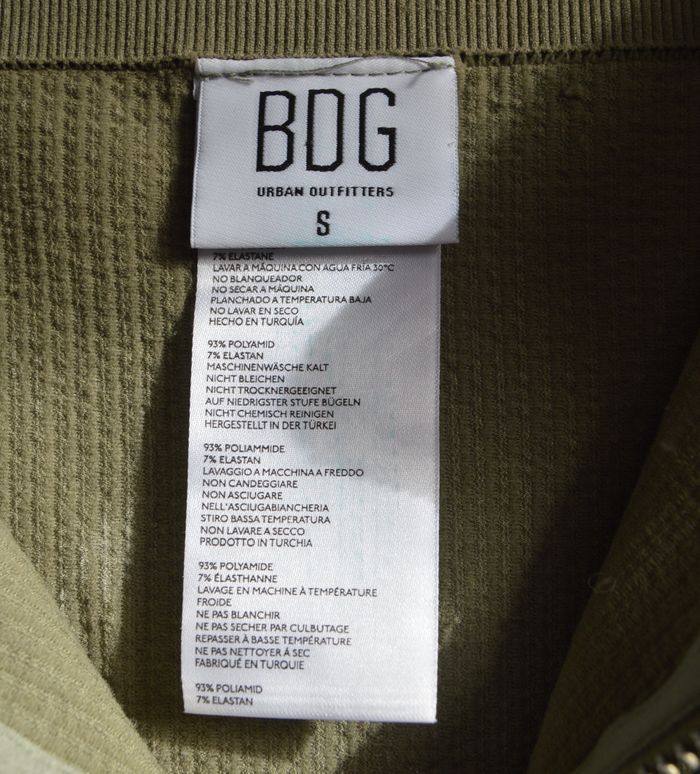 BDG
URBAN OUTFITTERS
S
7% ELASTANE
LAVAR A MÁQUINA CON AGUA FRÍA 30°C
NO BLANQUEADOR
NO SECAR A MÁQUINA
PLANCHADO A TEMPERATURA BAJA
NO LAVAR EN SECO
HECHO EN TURQUÍA
93% POLYAMID
7% ELASTAN
MASCHINENWÄSCHE KALT
NICHT BLEICHEN
NICHT TROCKNERGEEIGNET
AUF NIEDRIGSTER STUFE BÜGELN
NICHT CHEMISCH REINIGEN
HERGESTELLT IN DER TÜRKEI
93% POLIAMMIDE
7% ELASTAN
LAVAGGIO A MACCHINA A FREDDO
NON CANDEGGIARE
NON ASCIUGARE
NELL'ASCIUGABIANCHERIA
STIRO BASSA TEMPERATURA
NON LAVARE A SECCO
PRODOTTO IN TURCHIA
93% POLYAMIDE
7% ÉLASTHANNE
LAVAGE EN MACHINE À TEMPÉRATURE
FROIDE
NE PAS BLANCHIR
NE PAS SECHER PAR CULBUTAGE
REPASSER À BASSE TEMPÉRATURE
NE PAS NETTOYER À SEC
FABRIQUÉ EN TURQUIE
93% POLIAMID
7% ELASTAN